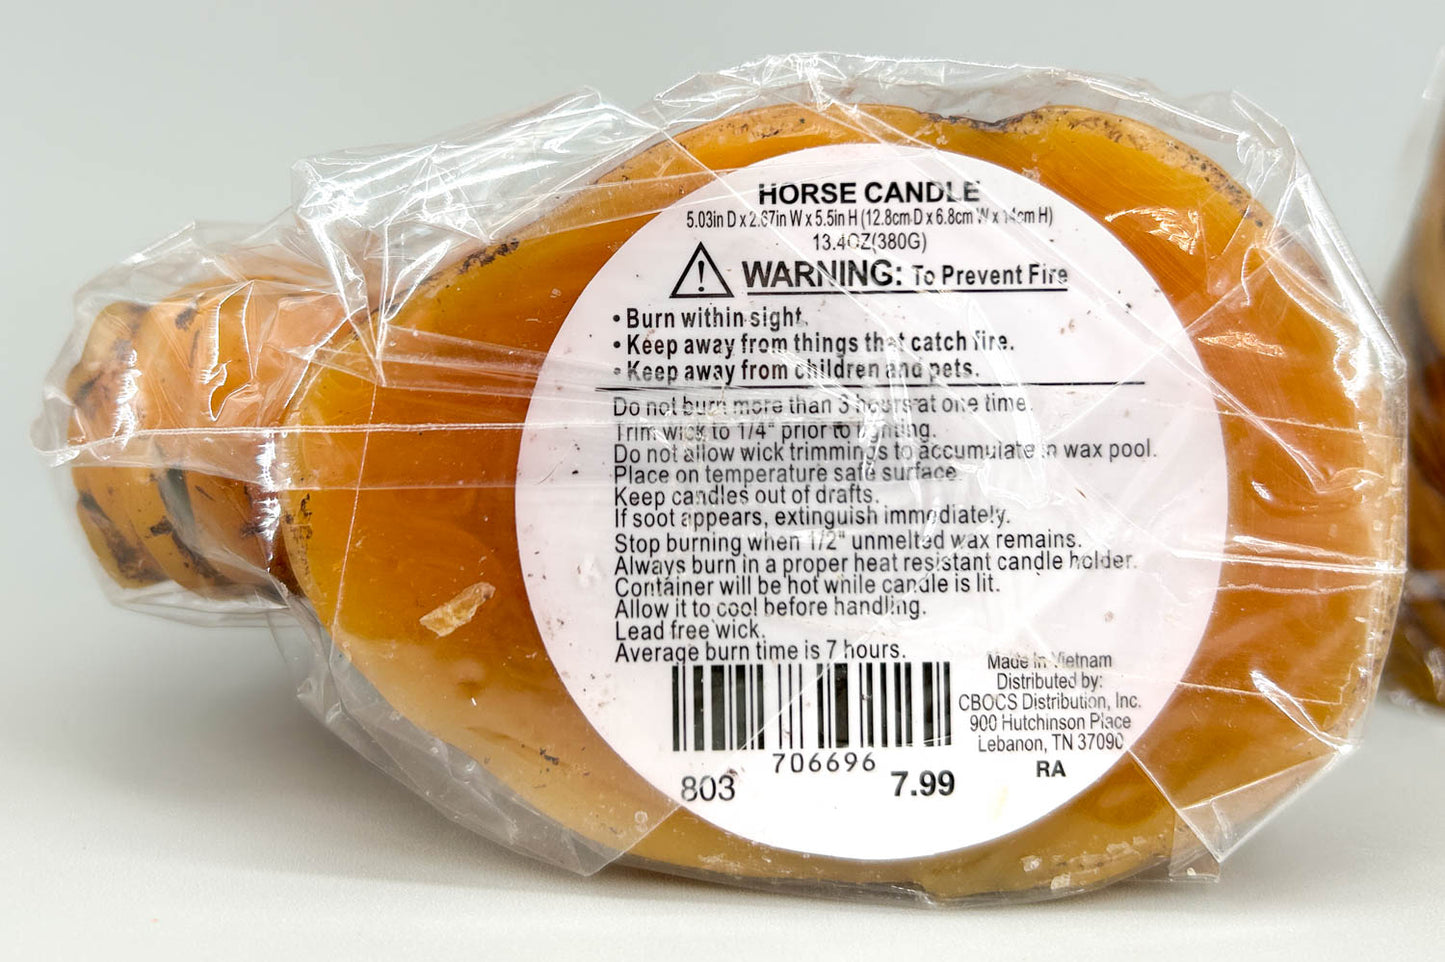 HORSE CANDLE
5.03in D x 2.67in W x 5.5in H (12.8cm D x 6.8cm W x 14cm H)
13.4OZ(380G)
WARNING: To Prevent Fire
• Burn within sight.
• Keep away from things that catch fire.
• Keep away from children and pets.
Do not burn more than 3 hours at one time.
Trim wick to 1/4" prior to lighting.
Do not allow wick trimmings to accumulate in wax pool.
Place on temperature safe surface.
Keep candles out of drafts.
If soot appears, extinguish immediately.
Stop burning when 1/2" unmelted wax remains.
Always burn in a proper heat resistant candle holder.
Container will be hot while candle is lit.
Allow it to cool before handling.
Lead free wick.
Average burn time is 7 hours.
Made in Vietnam
Distributed by:
CBOCS Distribution, Inc.
900 Hutchinson Place
Lebanon, TN 37090
RA
706696
803 7.99